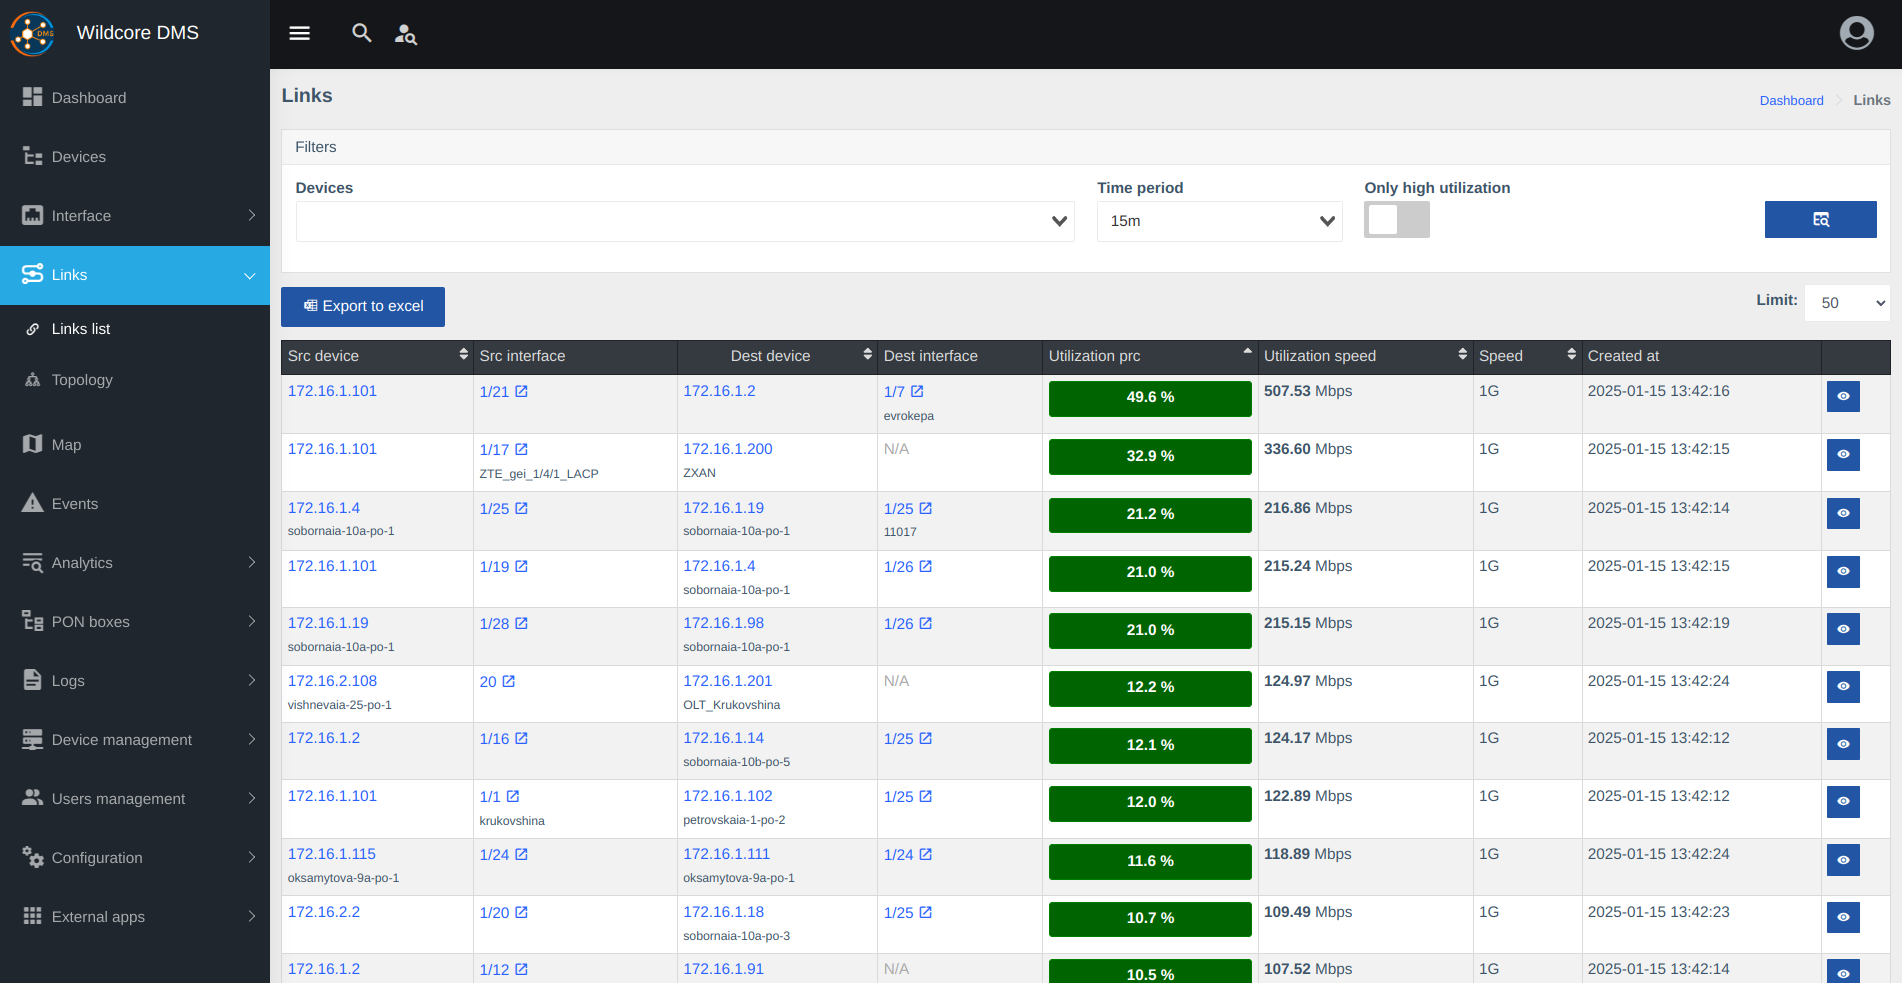 DMS
Wildcore DMS
Dashboard
Devices
Interface
Links
Links list
Topology
Map
Events
Analytics
PON boxes
Logs
Device management
Users management
Configuration
External apps
Links
Dashboard Links
Filters
Devices Time period Only high utilization
15m
Export to excel
Limit: 50
Src device Src interface Dest device Dest interface Utilization prc Utilization speed Speed Created at
172.16.1.101 1/21 172.16.1.2 1/7 49.6 % 507.53 Mbps 1G 2025-01-15 13:42:16
evrokepa
172.16.1.101 1/17 172.16.1.200 N/A 32.9 % 336.60 Mbps 1G 2025-01-15 13:42:15
ZTE_gei_1/4/1_LACP ZXAN
172.16.1.4 1/25 172.16.1.19 1/25 21.2 % 216.86 Mbps 1G 2025-01-15 13:42:14
sobornaia-10a-po-1 sobornaia-10a-po-1 11017
172.16.1.101 1/19 172.16.1.4 1/26 21.0 % 215.24 Mbps 1G 2025-01-15 13:42:15
sobornaia-10a-po-1
172.16.1.19 1/28 172.16.1.98 1/26 21.0 % 215.15 Mbps 1G 2025-01-15 13:42:19
sobornaia-10a-po-1 sobornaia-10a-po-1
172.16.2.108 20 172.16.1.201 N/A 12.2 % 124.97 Mbps 1G 2025-01-15 13:42:24
vishnevaia-25-po-1 OLT_Krukovshina
172.16.1.2 1/16 172.16.1.14 1/25 12.1 % 124.17 Mbps 1G 2025-01-15 13:42:12
sobornaia-10b-po-5
172.16.1.101 1/1 172.16.1.102 1/25 12.0 % 122.89 Mbps 1G 2025-01-15 13:42:12
krukovshina petrovskaia-1-po-2
172.16.1.115 1/24 172.16.1.111 1/24 11.6 % 118.89 Mbps 1G 2025-01-15 13:42:24
oksamytova-9a-po-1 oksamytova-9a-po-1
172.16.2.2 1/20 172.16.1.18 1/25 10.7 % 109.49 Mbps 1G 2025-01-15 13:42:23
sobornaia-10a-po-3
172.16.1.2 1/12 172.16.1.91 N/A 10.5 % 107.52 Mbps 1G 2025-01-15 13:42:14